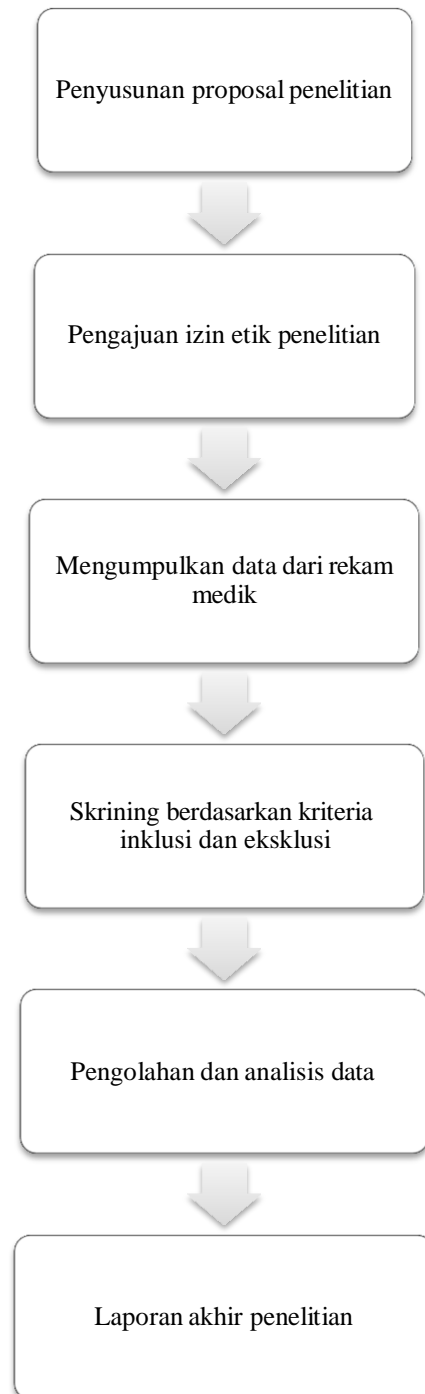 Penyusunan proposal penelitian
Pengajuan izin etik penelitian
Mengumpulkan data dari rekam
medik
Skrining berdasarkan kriteria
inklusi dan eksklusi
Pengolahan dan analisis data
Laporan akhir penelitian